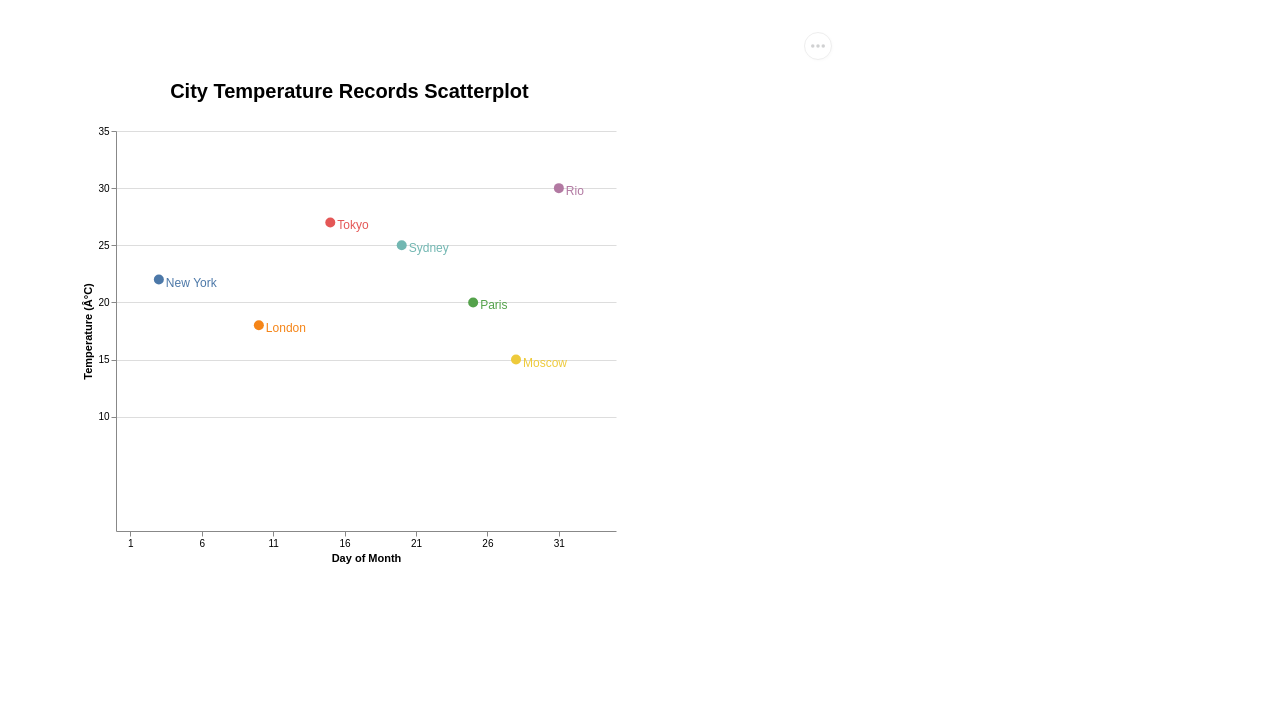 City Temperature Records Scatterplot
35
30
25
20
15
10
Temperature (Â°C)
Rio
Tokyo
Sydney
New York
Paris
London
Moscow
1 6 11 16 21 26 31
Day of Month